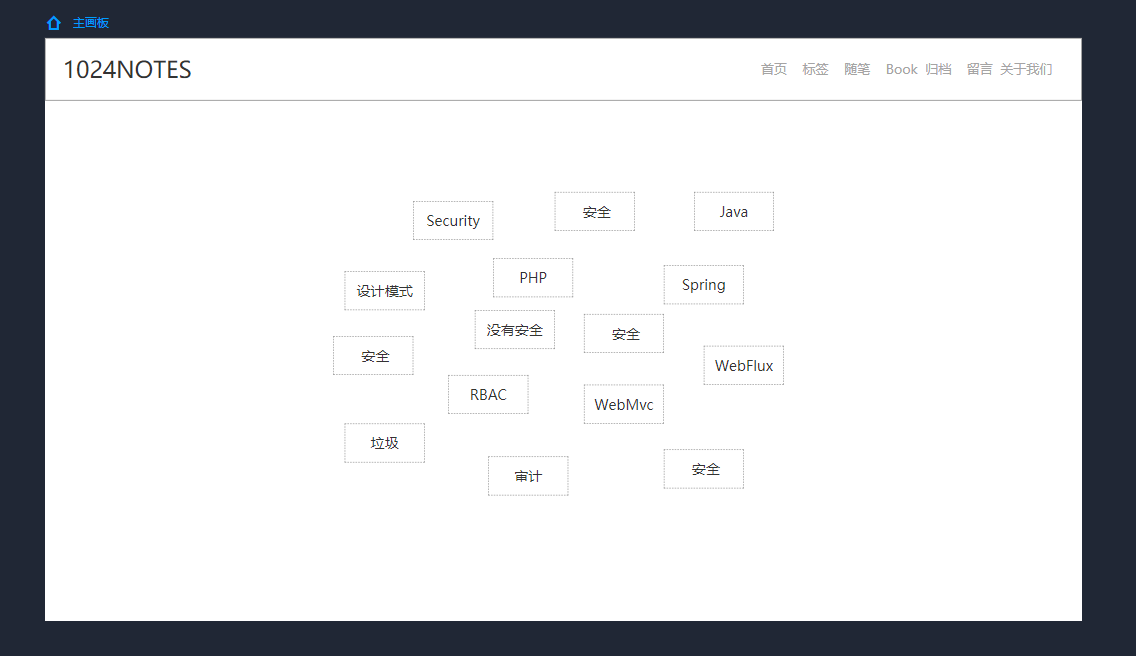 主画板
1024NOTES
首页 标签 随笔 Book 归档 留言 关于我们
Security
安全
Java
设计模式
PHP
Spring
没有安全
安全
安全
WebFlux
RBAC
WebMvc
垃圾
审计
安全